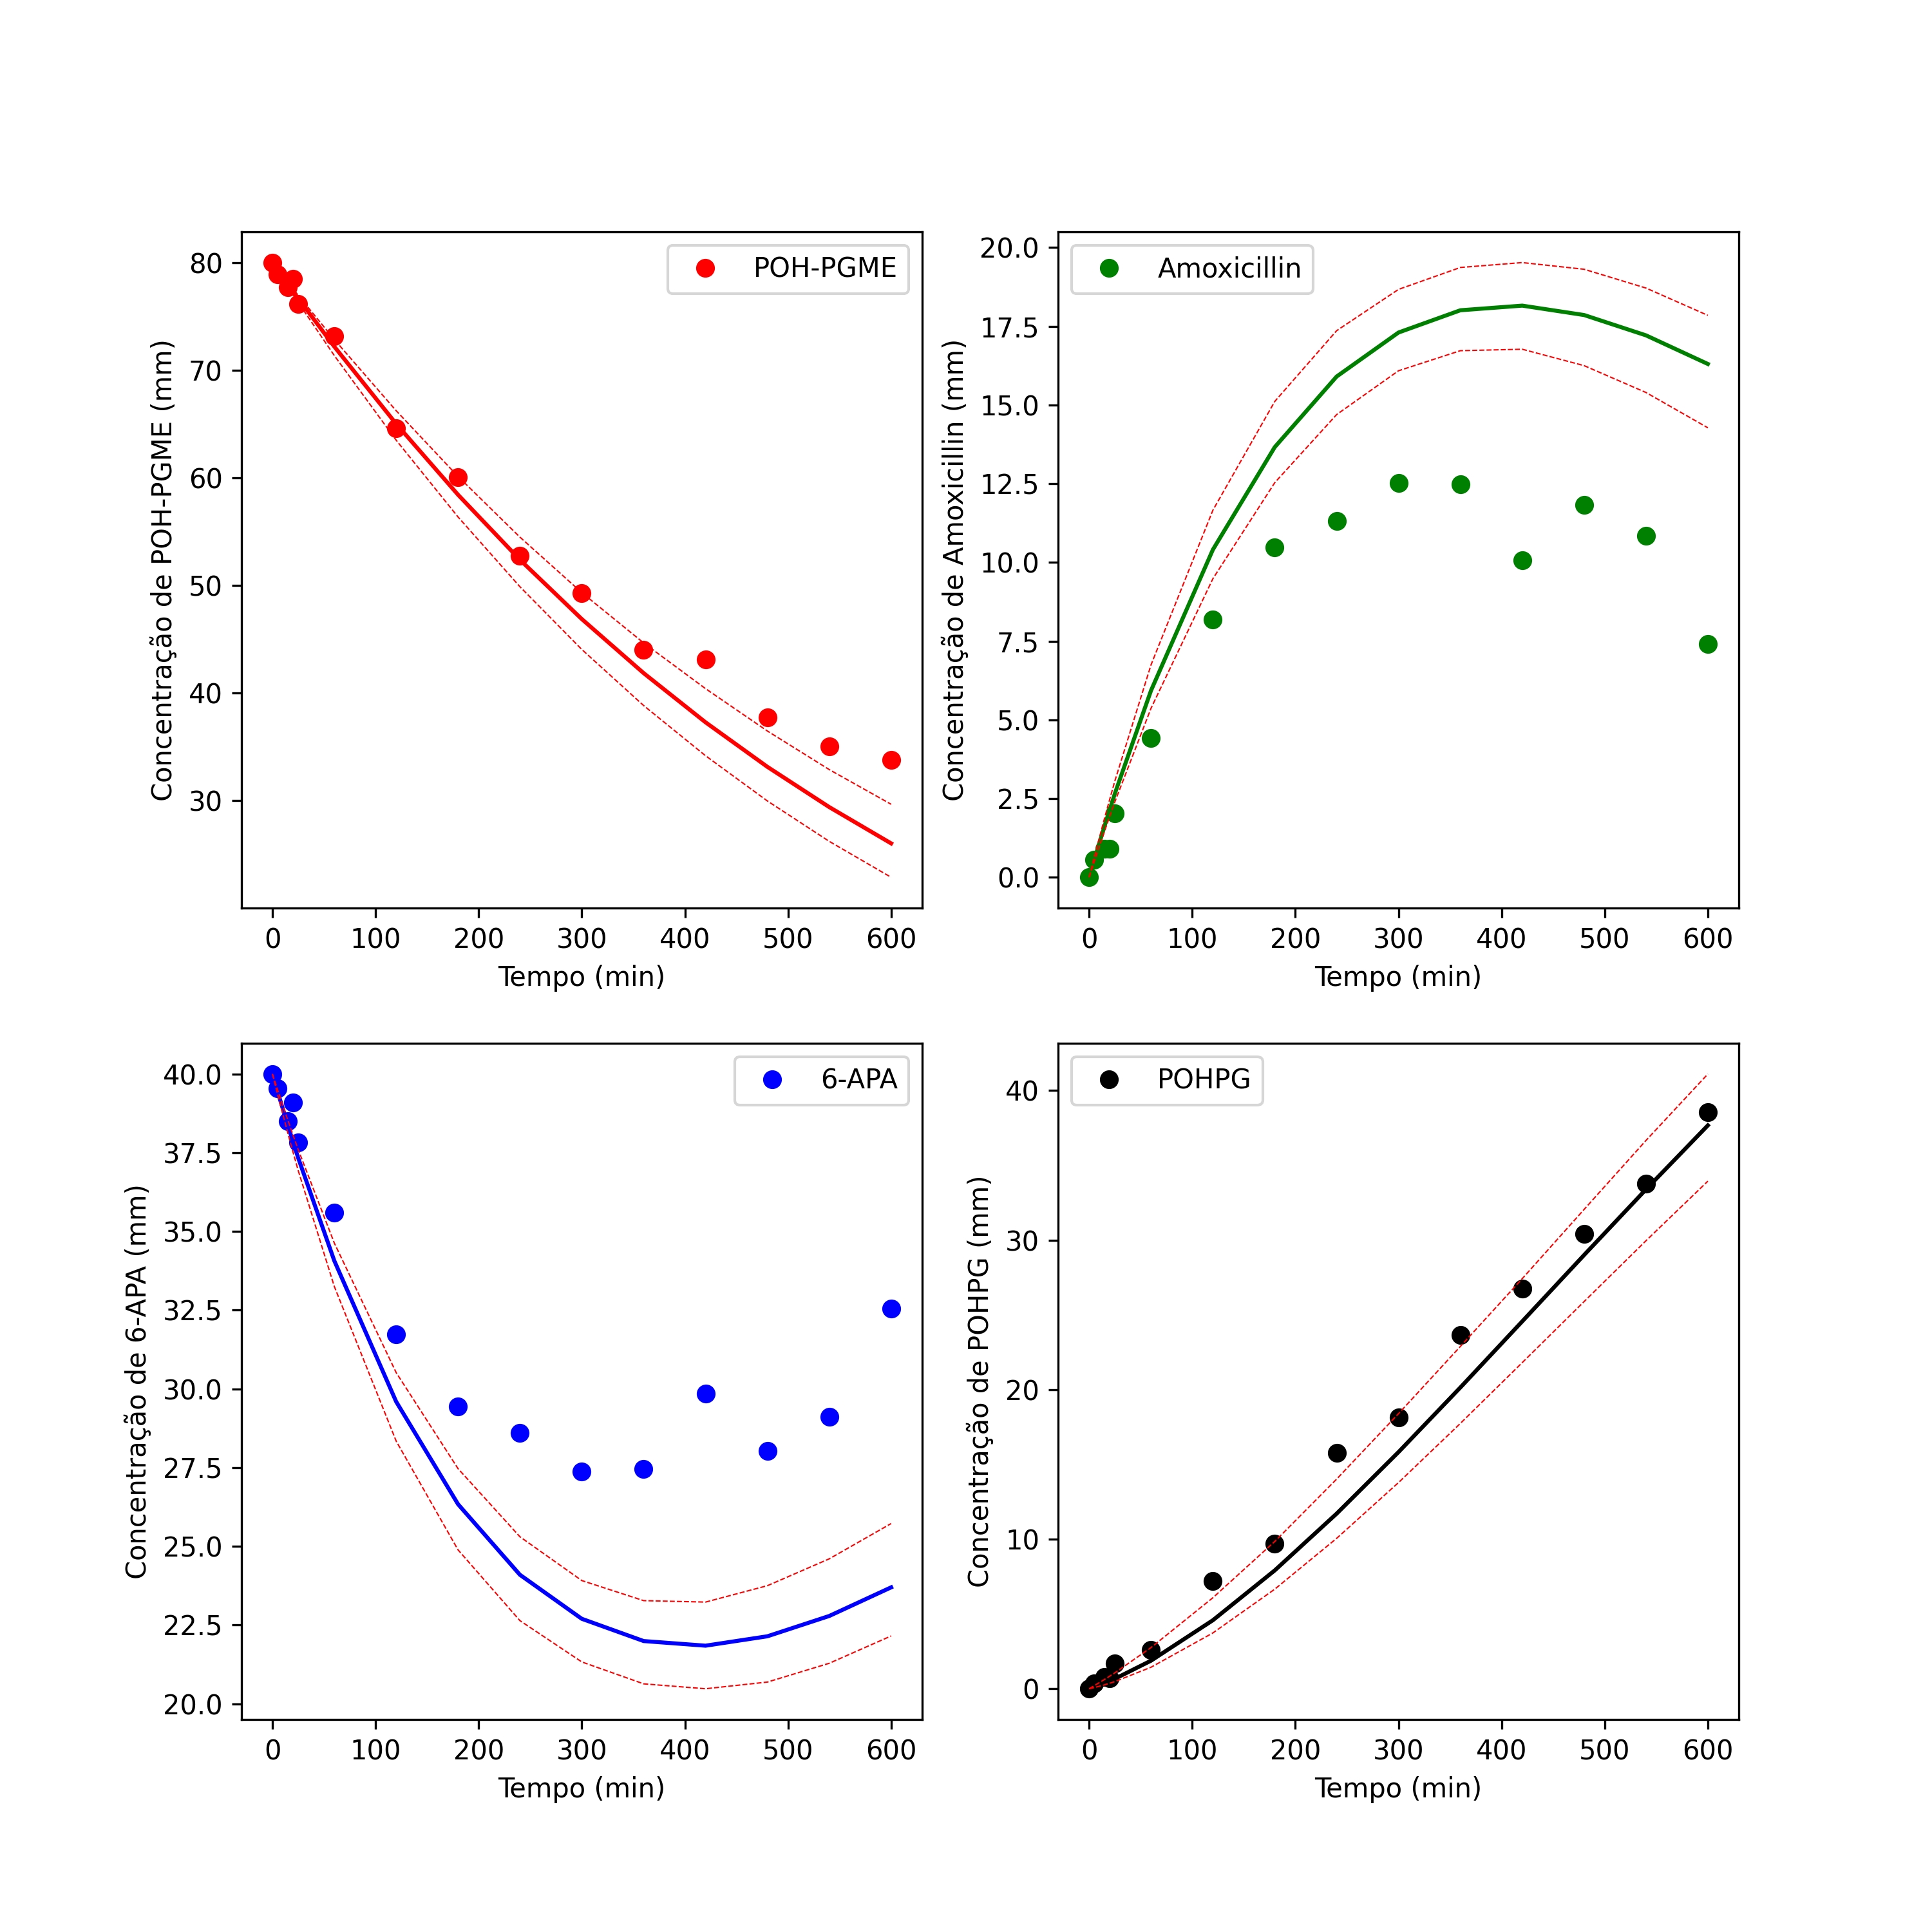 POH-PGME
Concentração de POH-PGME (mm)
80
70
60
50
40
30
0 100 200 300 400 500 600
Tempo (min)
Amoxicillin
Concentração de Amoxicillin (mm)
20.0
17.5
15.0
12.5
10.0
7.5
5.0
2.5
0.0
0 100 200 300 400 500 600
Tempo (min)
6-APA
Concentração de 6-APA (mm)
40.0
37.5
35.0
32.5
30.0
27.5
25.0
22.5
20.0
0 100 200 300 400 500 600
Tempo (min)
POHPG
Concentração de POHPG (mm)
40
30
20
10
0
0 100 200 300 400 500 600
Tempo (min)